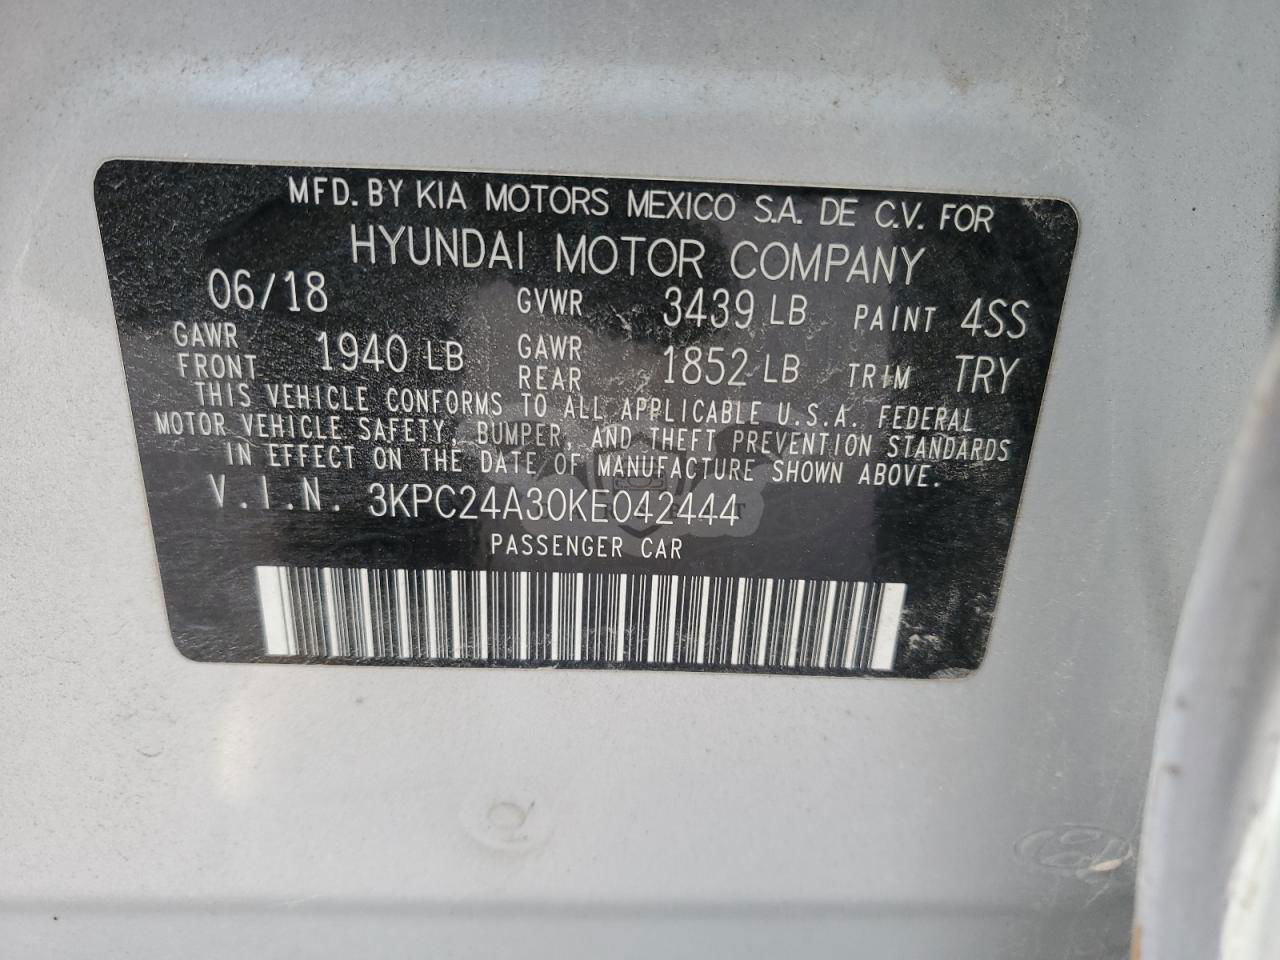 MFD. BY KIA MOTORS MEXICO S.A. DE C.V. FOR
HYUNDAI MOTOR COMPANY
06/18 GVWR 3439 LB PAINT 4SS
GAWR FRONT 1940 LB GAWR REAR 1852 LB TRIM TRY
THIS VEHICLE CONFORMS TO ALL APPLICABLE U.S.A. FEDERAL
MOTOR VEHICLE SAFETY, BUMPER, AND THEFT PREVENTION STANDARDS
IN EFFECT ON THE DATE OF MANUFACTURE SHOWN ABOVE.
V.I.N. 3KPC24A30KE042444
PASSENGER CAR